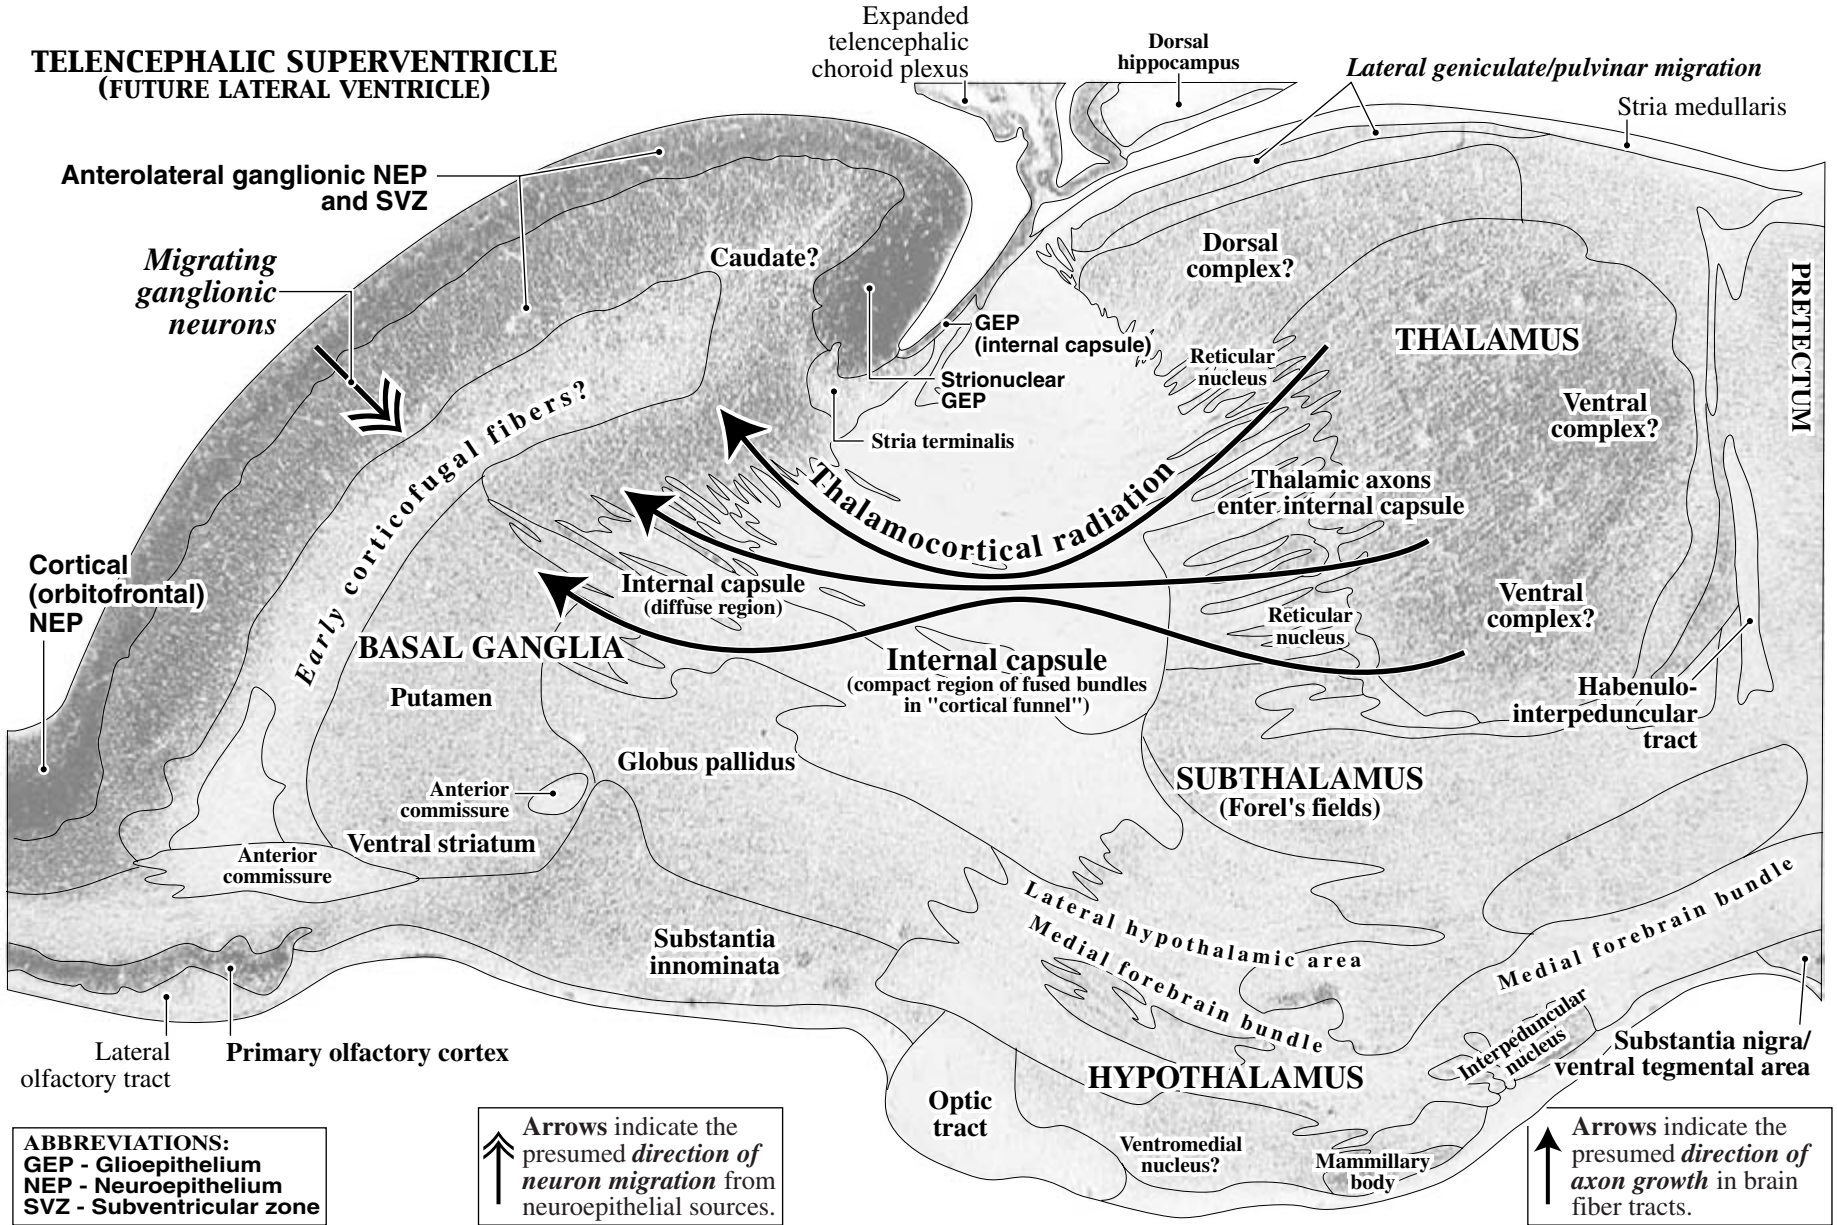 TELENCEPHALIC SUPERVENTRICLE
(FUTURE LATERAL VENTRICLE)
Expanded
telencephalic
choroid plexus
Dorsal
hippocampus
Lateral geniculate/pulvinar migration
Stria medullaris
Anterolateral ganglionic NEP
and SVZ
Migrating
ganglionic
neurons
Caudate?
Dorsal
complex?
PRETECTUM
GEP
(internal capsule)
THALAMUS
Reticular
nucleus
Strionuclear
GEP
Ventral
complex?
Stria terminalis
Early corticofugal fibers?
Thalamocortical radiation
Thalamic axons
enter internal capsule
Cortical
(orbitofrontal)
NEP
Internal capsule
(diffuse region)
Ventral
complex?
Reticular
nucleus
BASAL GANGLIA
Internal capsule
(compact region of fused bundles
in "cortical funnel")
Putamen
Habenulo-
interpeduncular
tract
Globus pallidus
SUBTHALAMUS
(Forel's fields)
Anterior
commissure
Ventral striatum
Anterior
commissure
Lateral hypothalamic area
Medial forebrain bundle
Medial forebrain bundle
Substantia
innominata
Interpeduncular
nucleus
Substantia nigra/
ventral tegmental area
Lateral
olfactory tract
Primary olfactory cortex
HYPOTHALAMUS
Optic
tract
Ventromedial
nucleus?
Mammillary
body
ABBREVIATIONS:
GEP - Glioepithelium
NEP - Neuroepithelium
SVZ - Subventricular zone
Arrows indicate the
presumed direction of
neuron migration from
neuroepithelial sources.
Arrows indicate the
presumed direction of
axon growth in brain
fiber tracts.